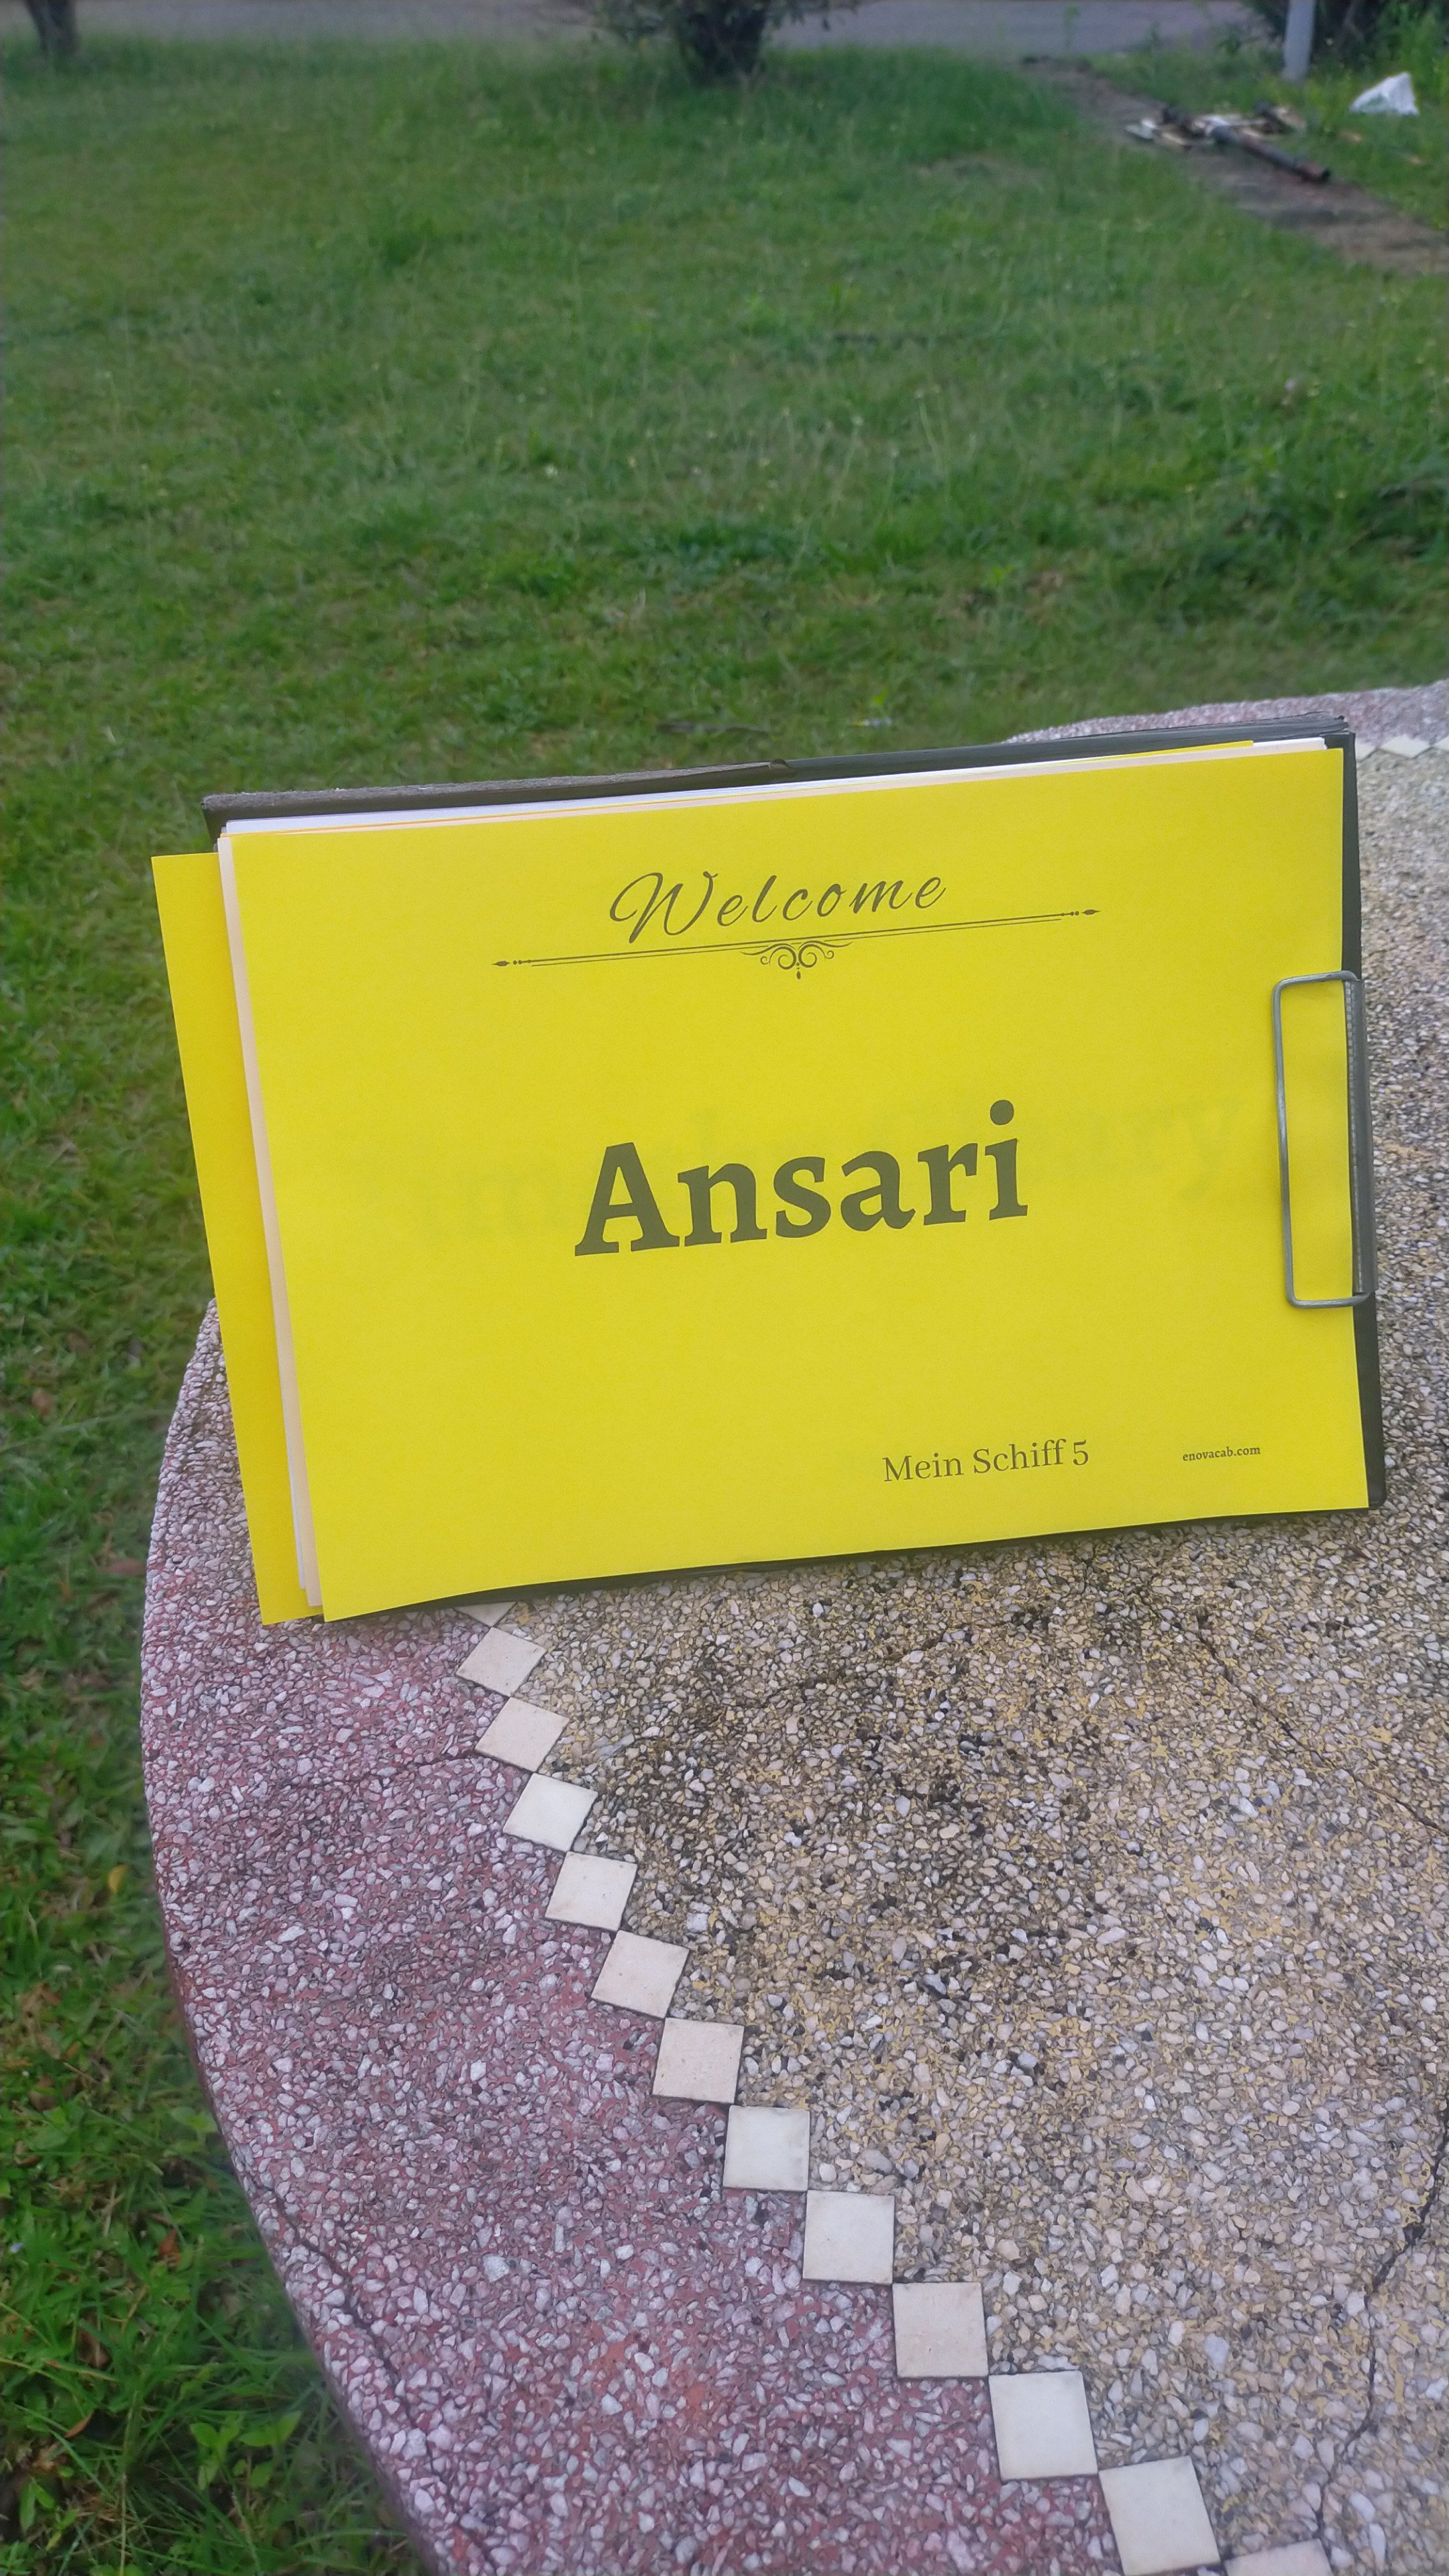 Welcome
Ansari
Mein Schiff 5
enovacab.com